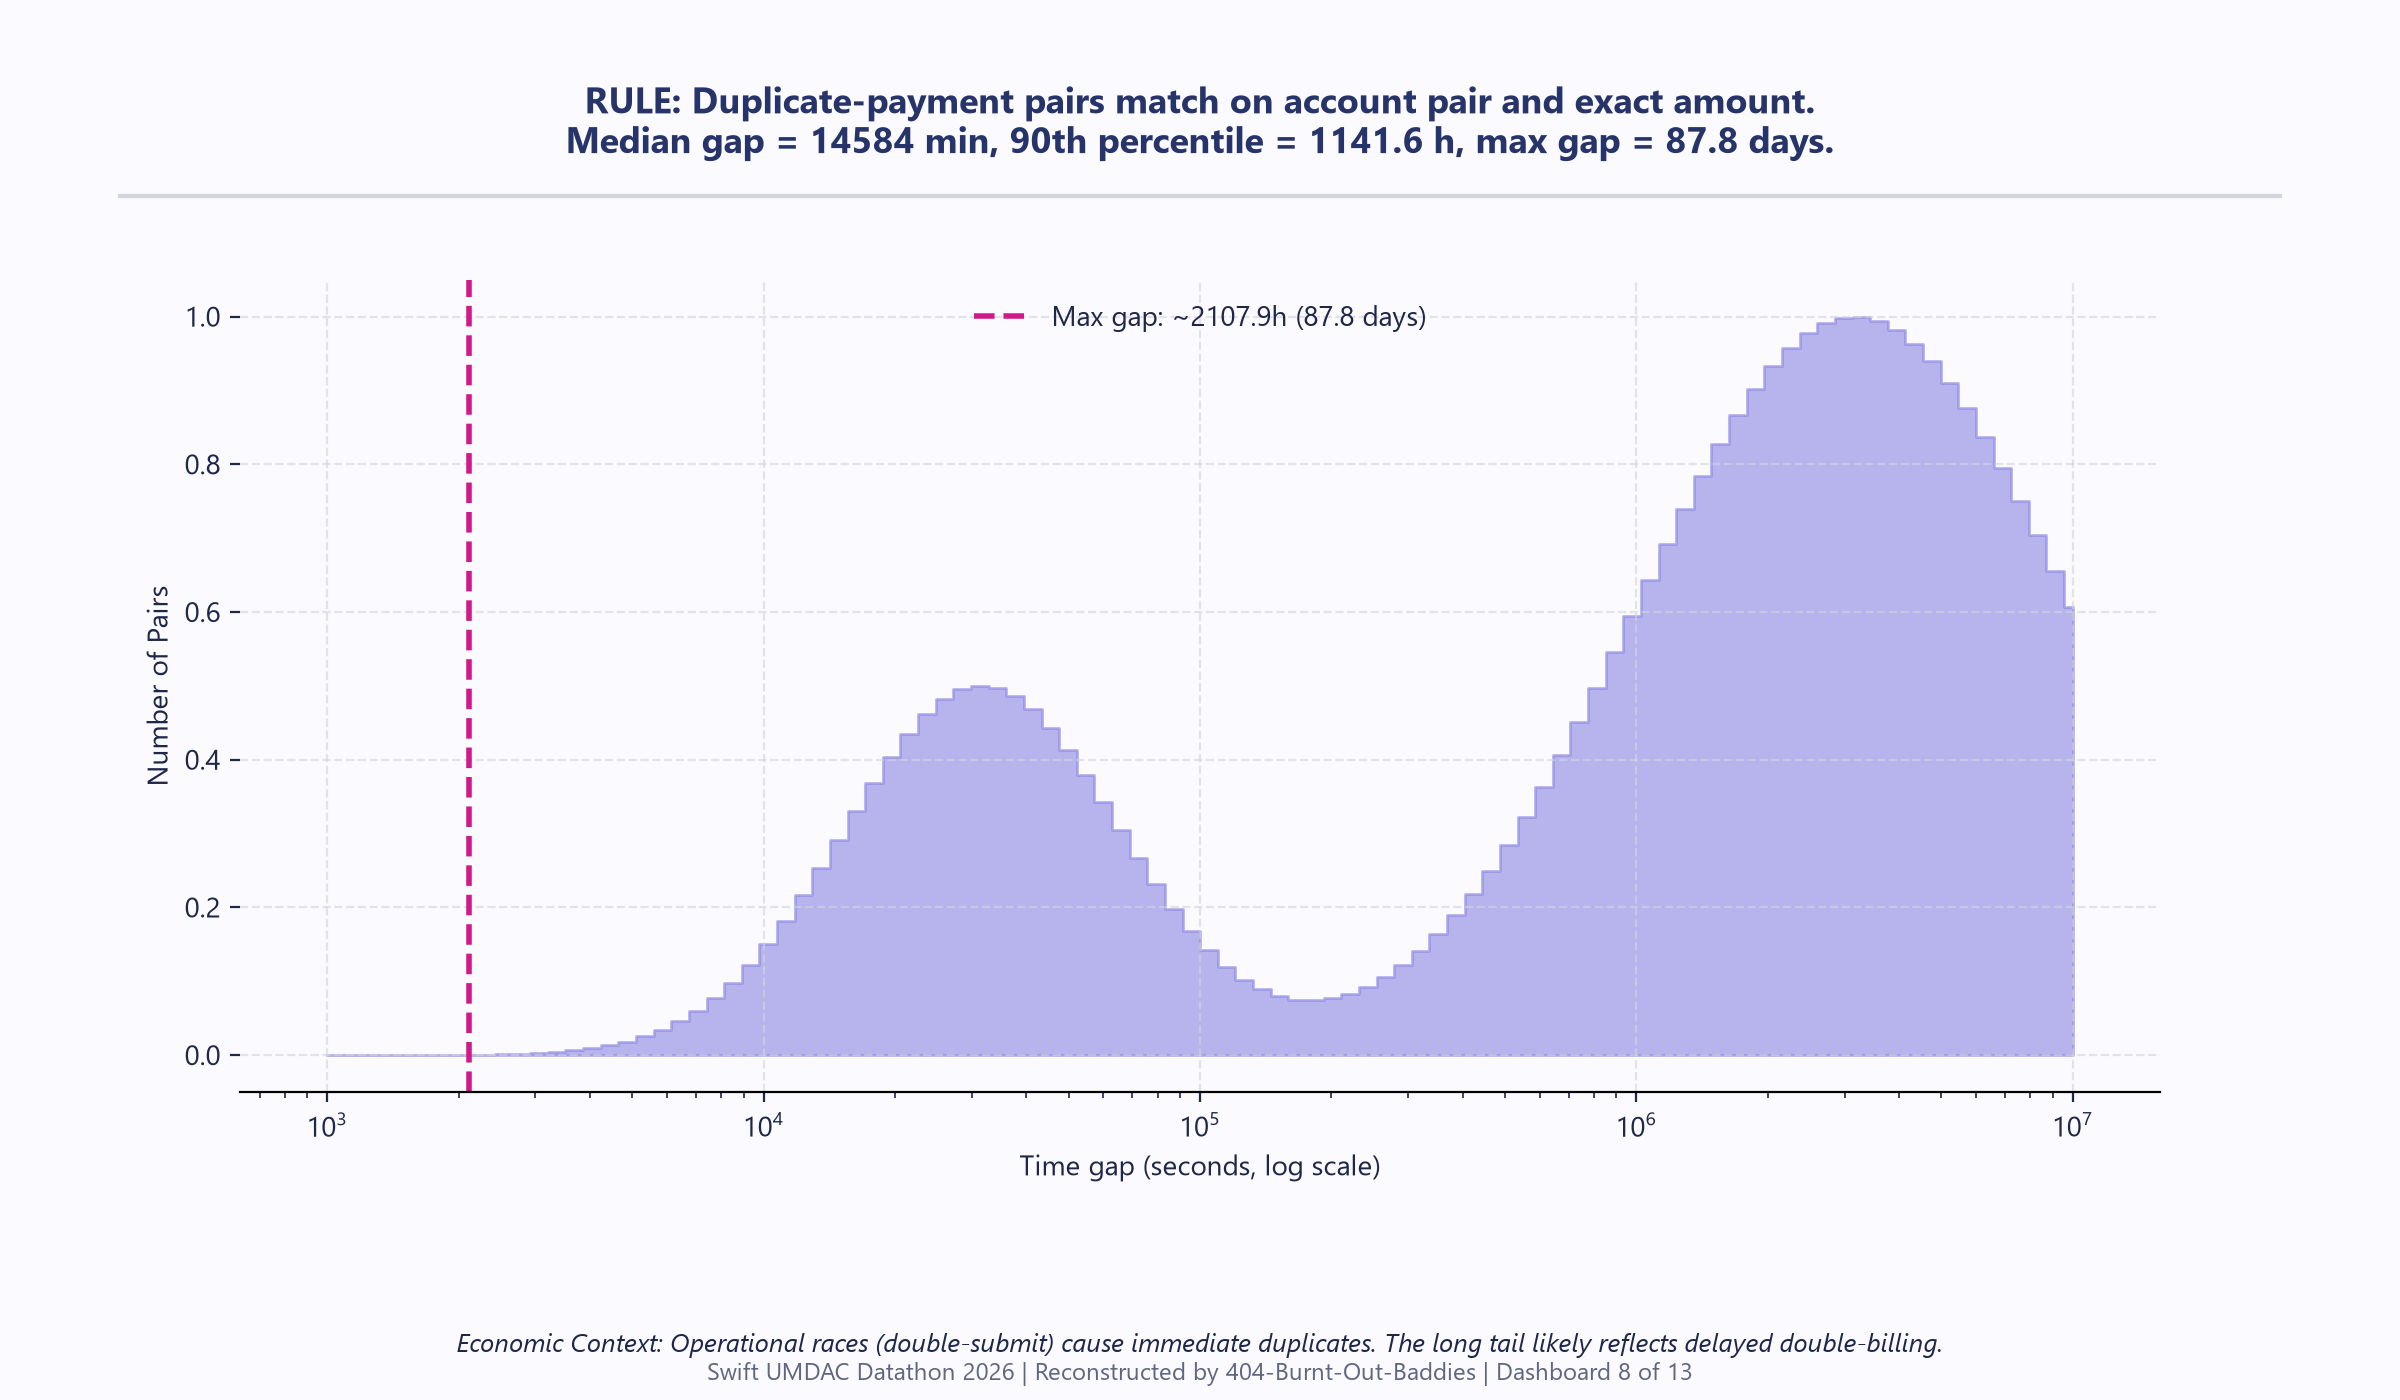 RULE: Duplicate-payment pairs match on account pair and exact amount.
Median gap = 14584 min, 90th percentile = 1141.6 h, max gap = 87.8 days.
Max gap: ~2107.9h (87.8 days)
Number of Pairs
1.0
0.8
0.6
0.4
0.2
0.0
10³ 10⁴ 10⁵ 10⁶ 10⁷
Time gap (seconds, log scale)
Economic Context: Operational races (double-submit) cause immediate duplicates. The long tail likely reflects delayed double-billing.
Swift UMDAC Datathon 2026 | Reconstructed by 404-Burnt-Out-Baddies | Dashboard 8 of 13